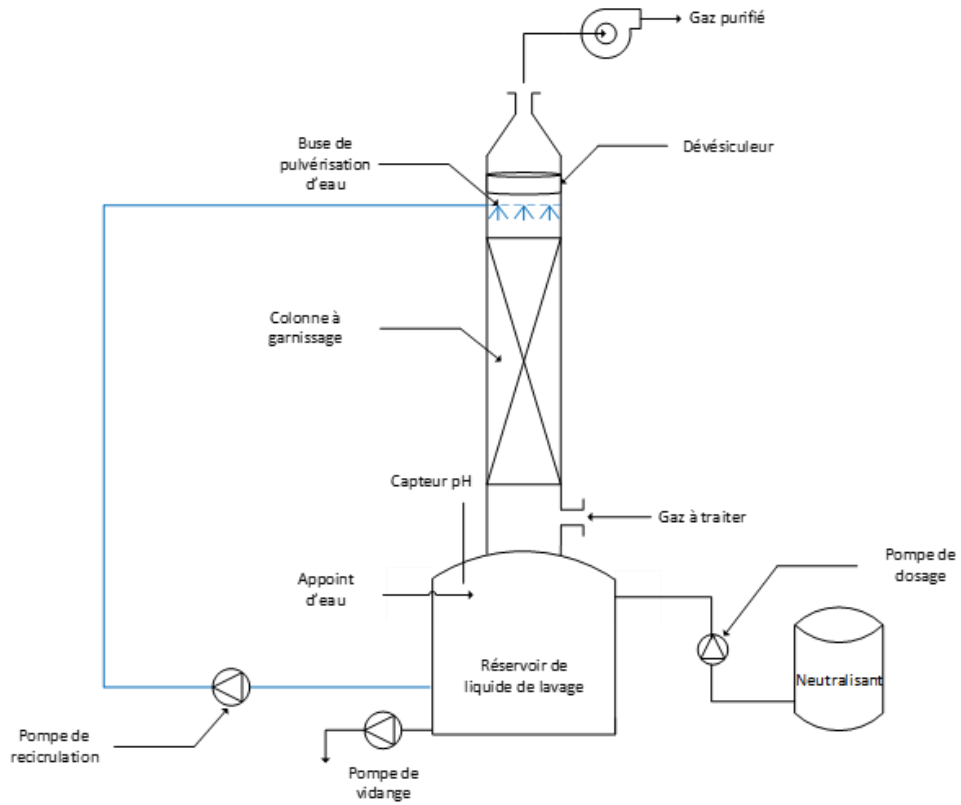 Gaz purifié
Buse de
pulvérisation
d'eau
Dévésiculeur
Colonne à
garnissage
Capteur pH
Gaz à traiter
Appoint
d'eau
Pompe de
dosage
Réservoir de
liquide de lavage
Neutralisant
Pompe de
recirculation
Pompe de
vidange